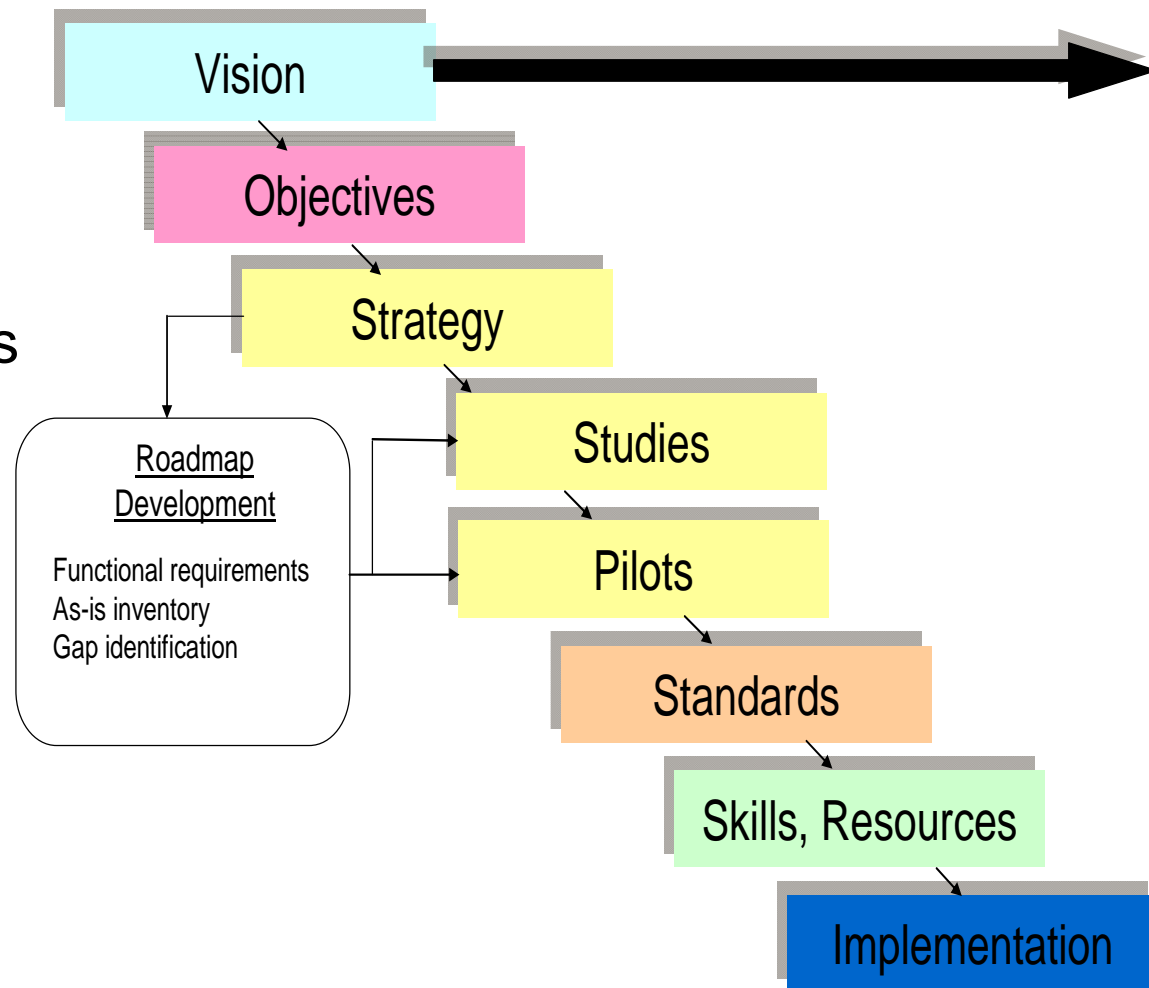 Vision
Objectives
Strategy
s
Studies
Roadmap
Development
Functional requirements
As-is inventory
Gap identification
Pilots
Standards
Skills, Resources
Implementation